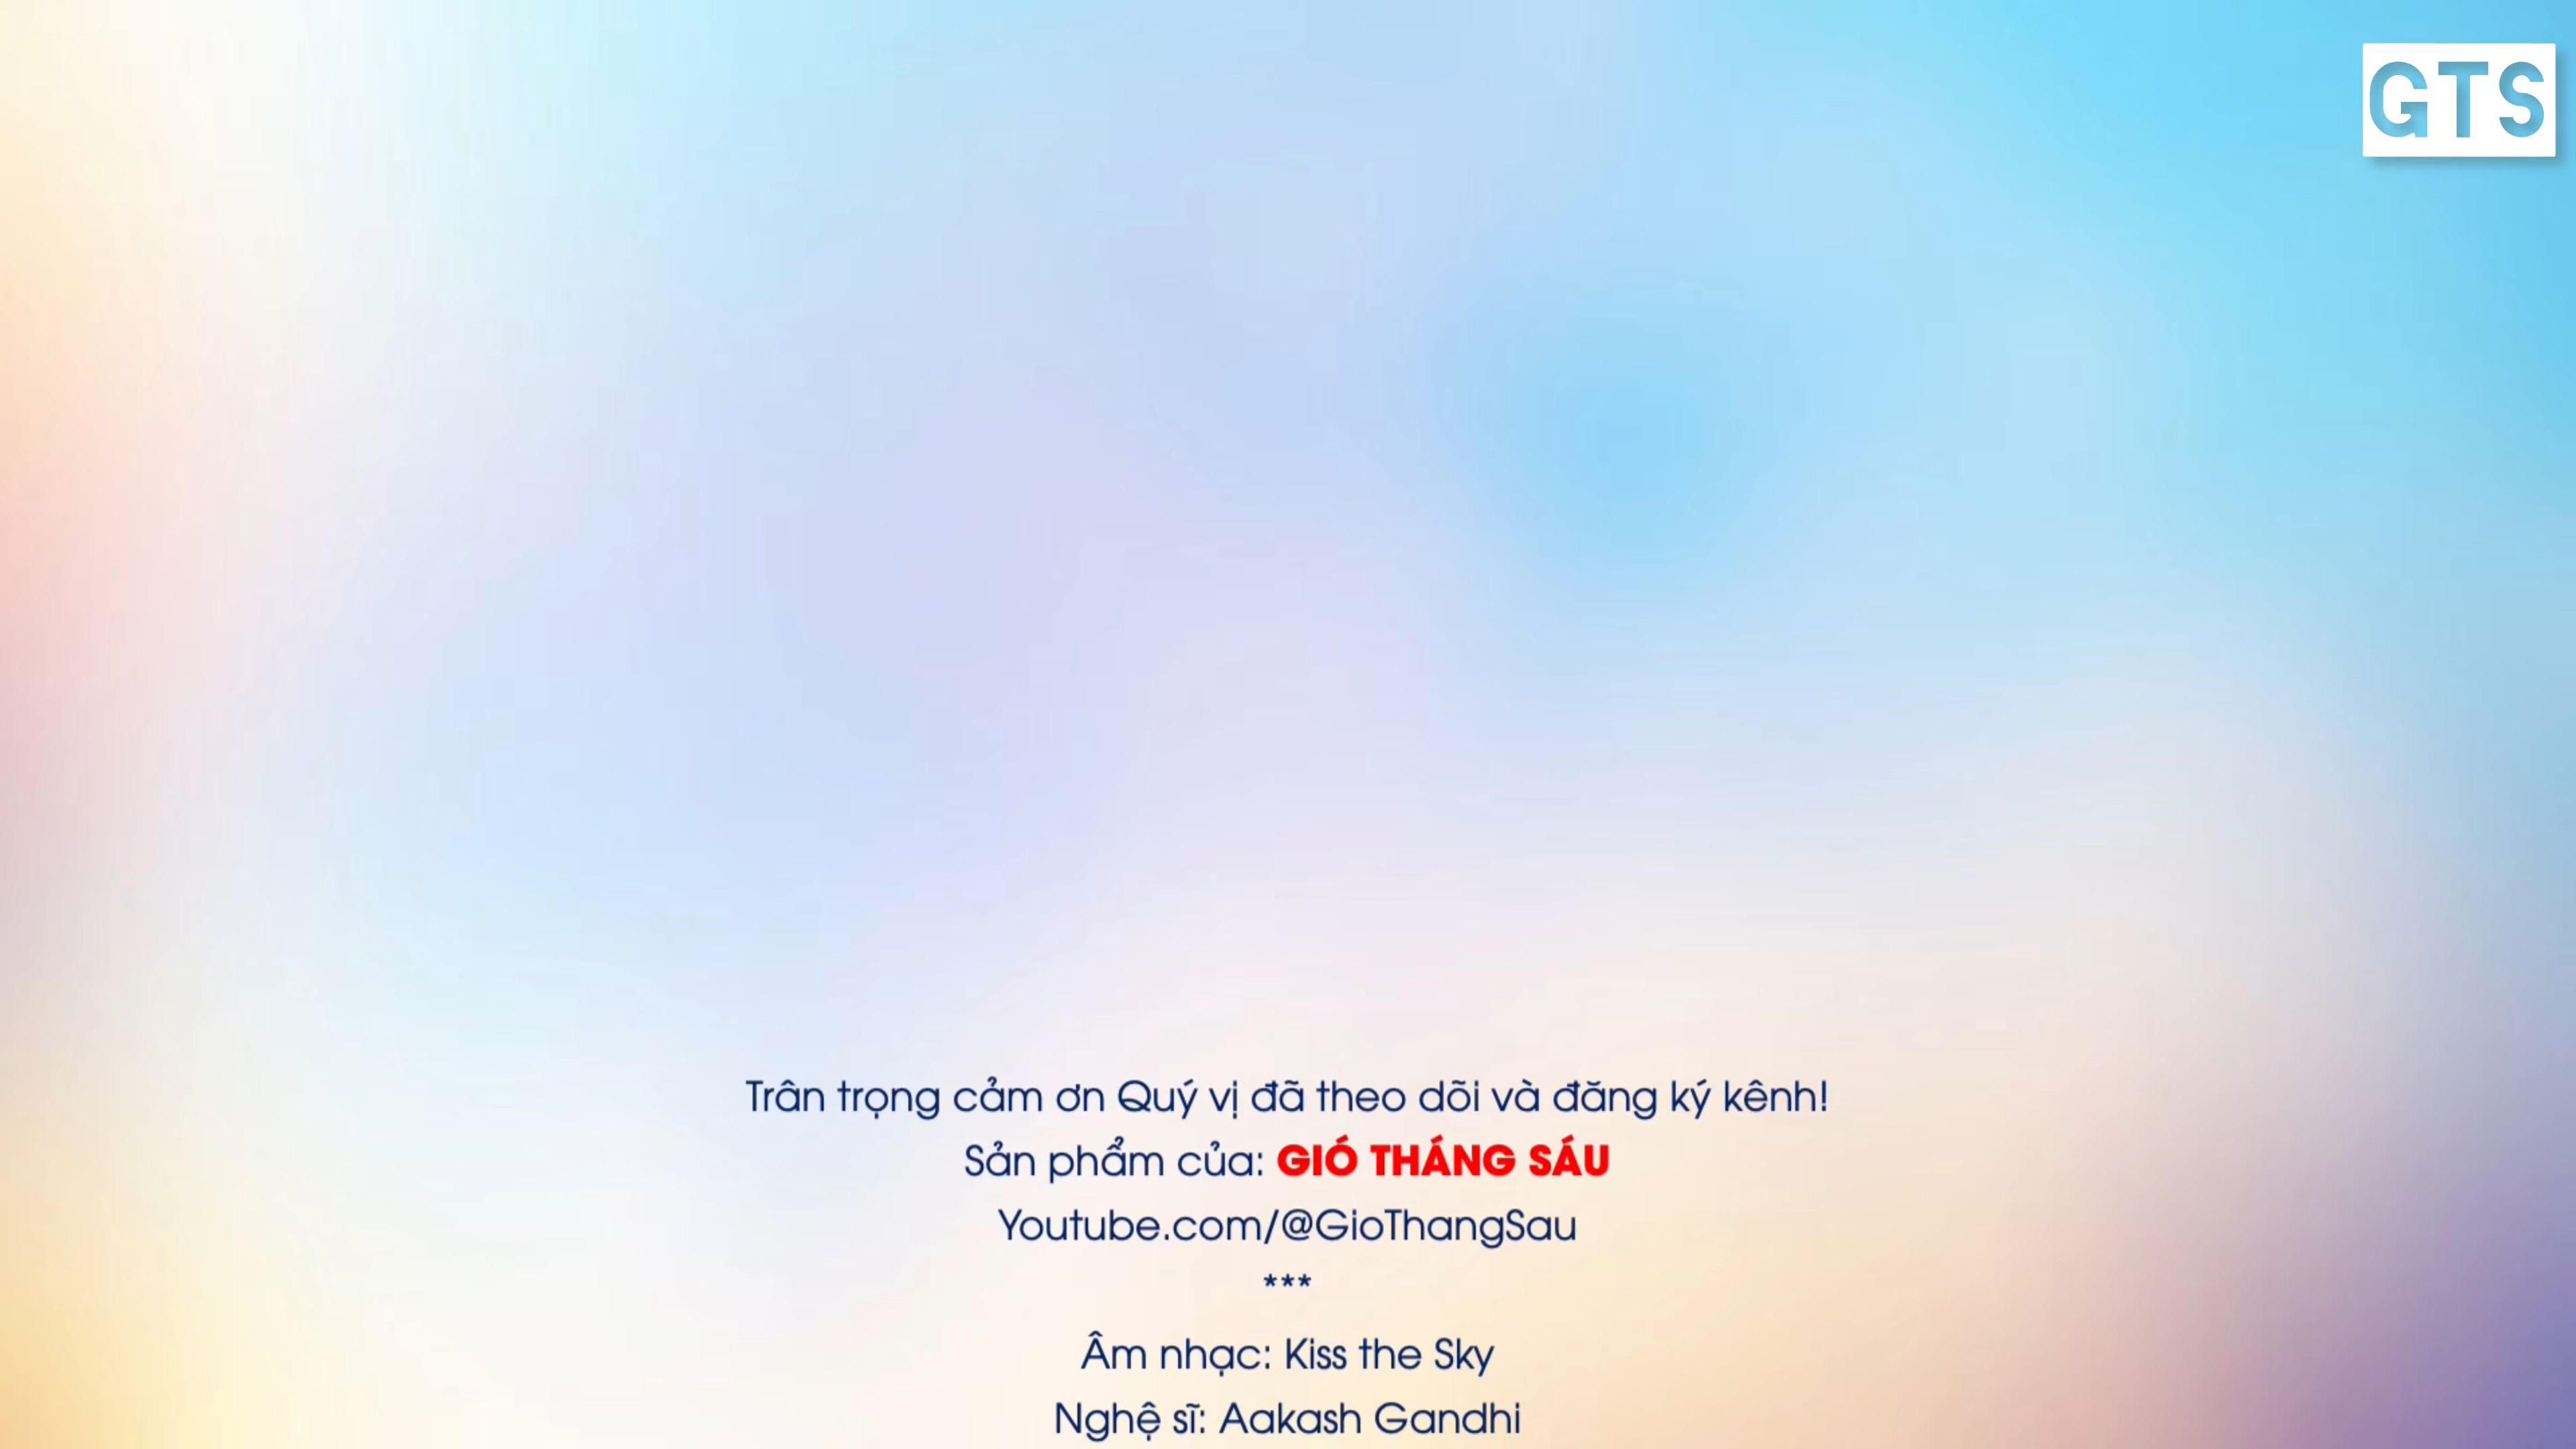 GTS
Trân trọng cảm ơn Quý vị đã theo dõi và đăng ký kênh!
Sản phẩm của: GIÓ THÁNG SÁU
Youtube.com/@GioThangSau
***
Âm nhạc: Kiss the Sky
Nghệ sĩ: Aakash Gandhi